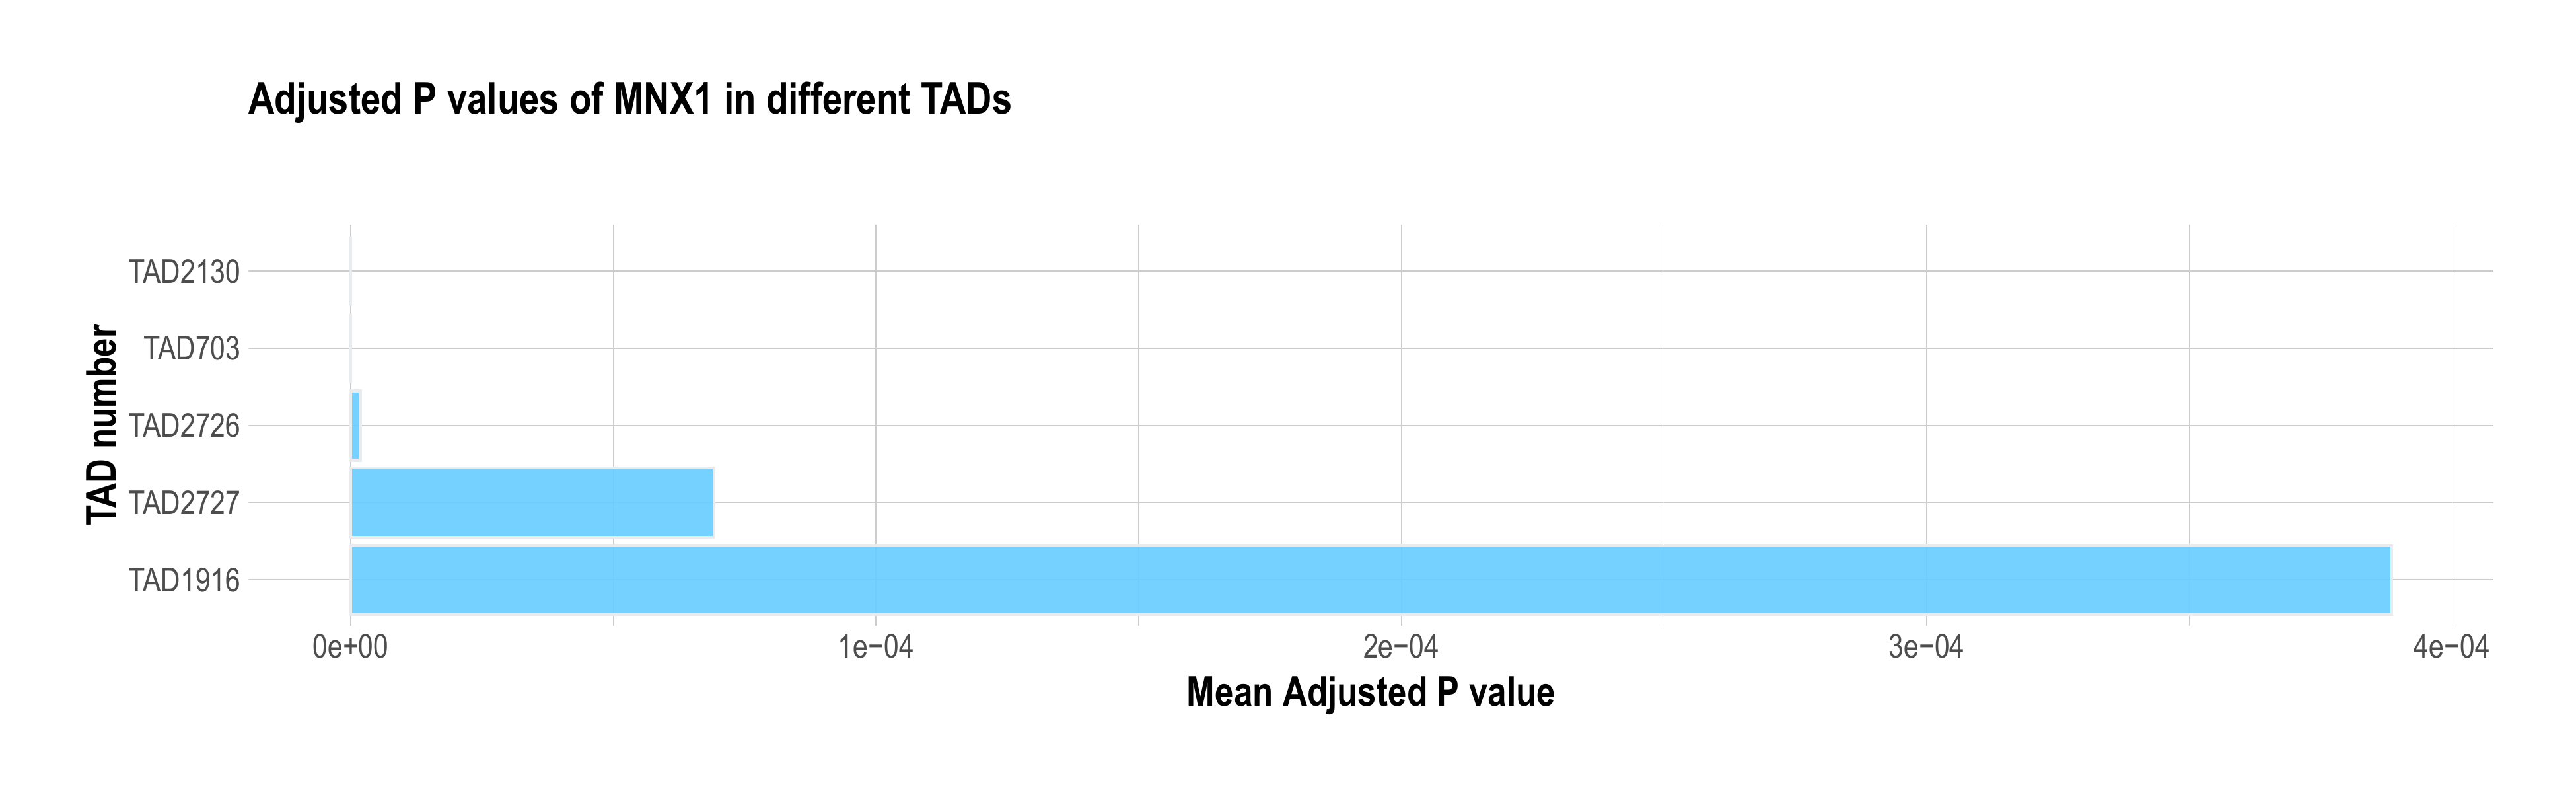 Adjusted P values of MNX1 in different TADs
TAD number
TAD2130
TAD703
TAD2726
TAD2727
TAD1916
0e+00 1e−04 2e−04 3e−04 4e−04
Mean Adjusted P value